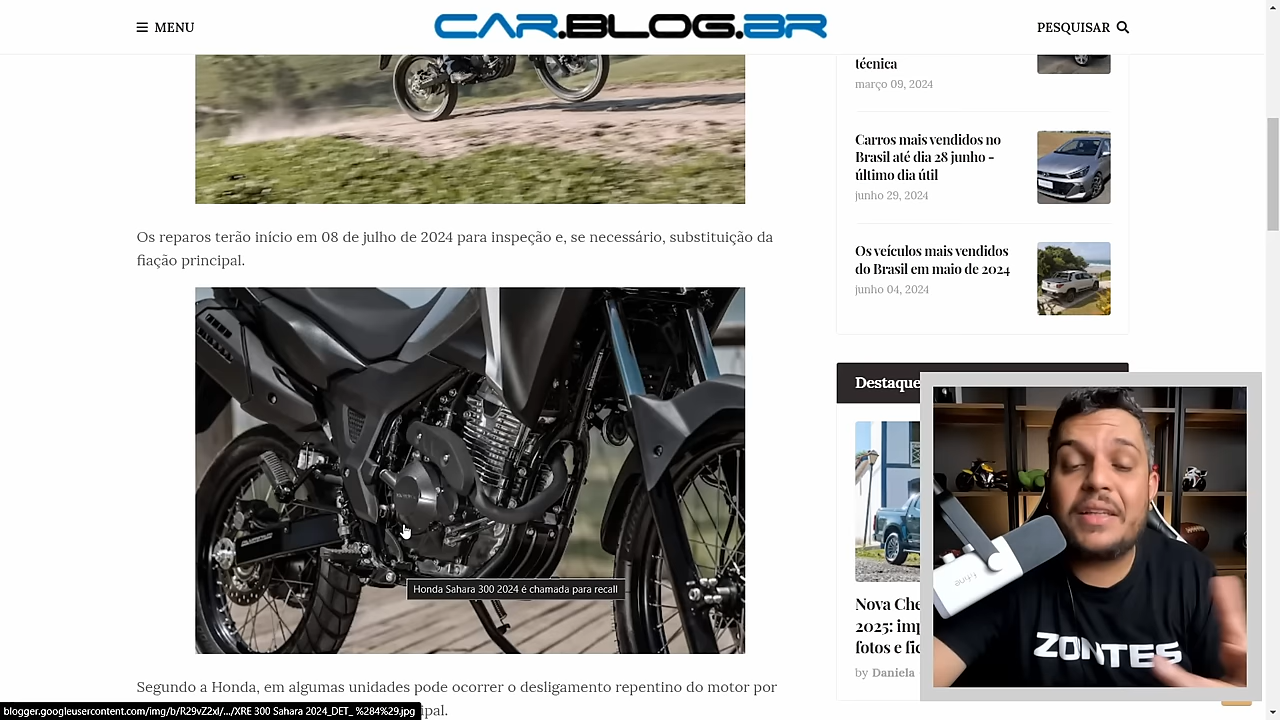 MENU
CAR.BLOG.BR
PESQUISAR
técnica
março 09, 2024
Carros mais vendidos no
Brasil até dia 28 junho -
último dia útil
junho 29, 2024
Os veículos mais vendidos
do Brasil em maio de 2024
junho 04, 2024
Os reparos terão início em 08 de julho de 2024 para inspeção e, se necessário, substituição da
fiação principal.
Honda Sahara 300 2024 é chamada para recall
Destaque
Nova Che
2025: imp
fotos e fic
by Daniela
ZONTES
fifine
Segundo a Honda, em algumas unidades pode ocorrer o desligamento repentino do motor por
ipal.
blogger.googleusercontent.com/img/b/R29vZ2xl/.../XRE 300 Sahara 2024_DET_ %284%29.jpg